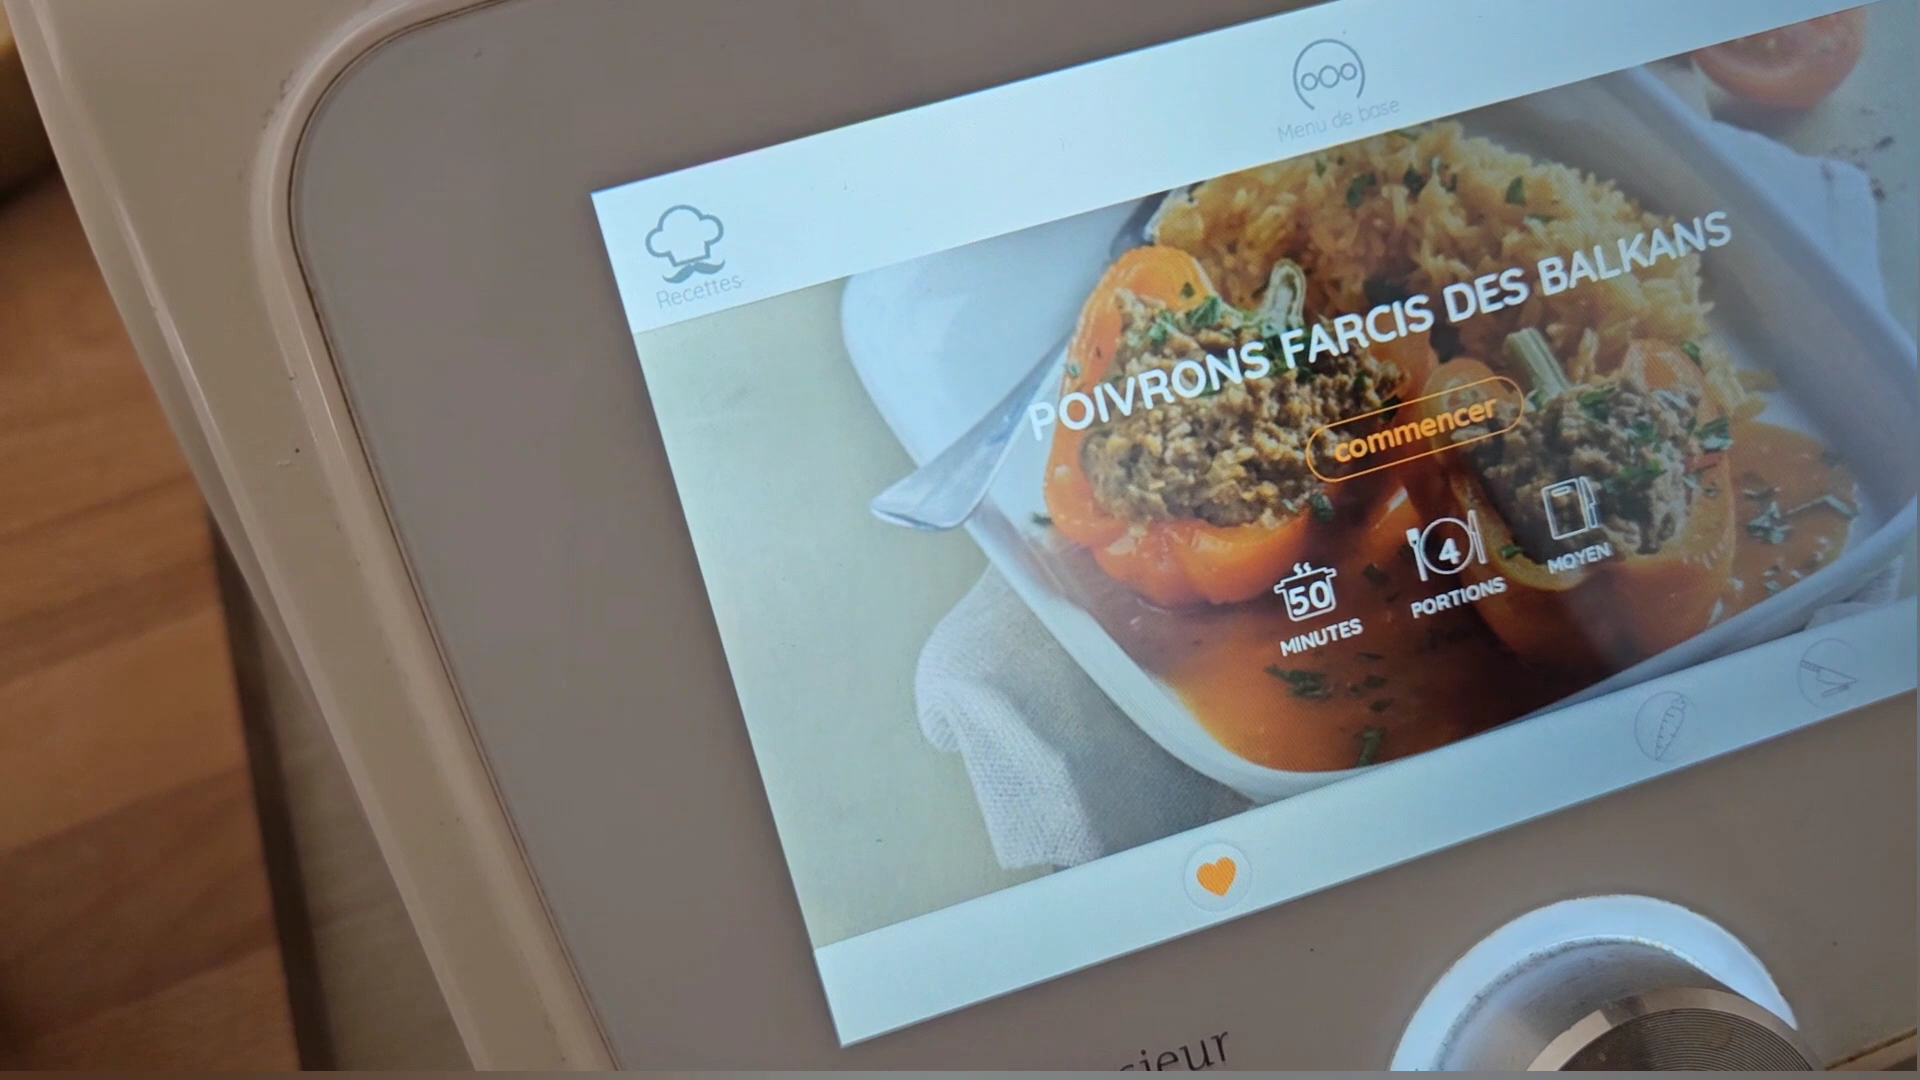 Menu de base
Recettes
POIVRONS FARCIS DES BALKANS
commencer
50
MINUTES
4
PORTIONS
MOYEN